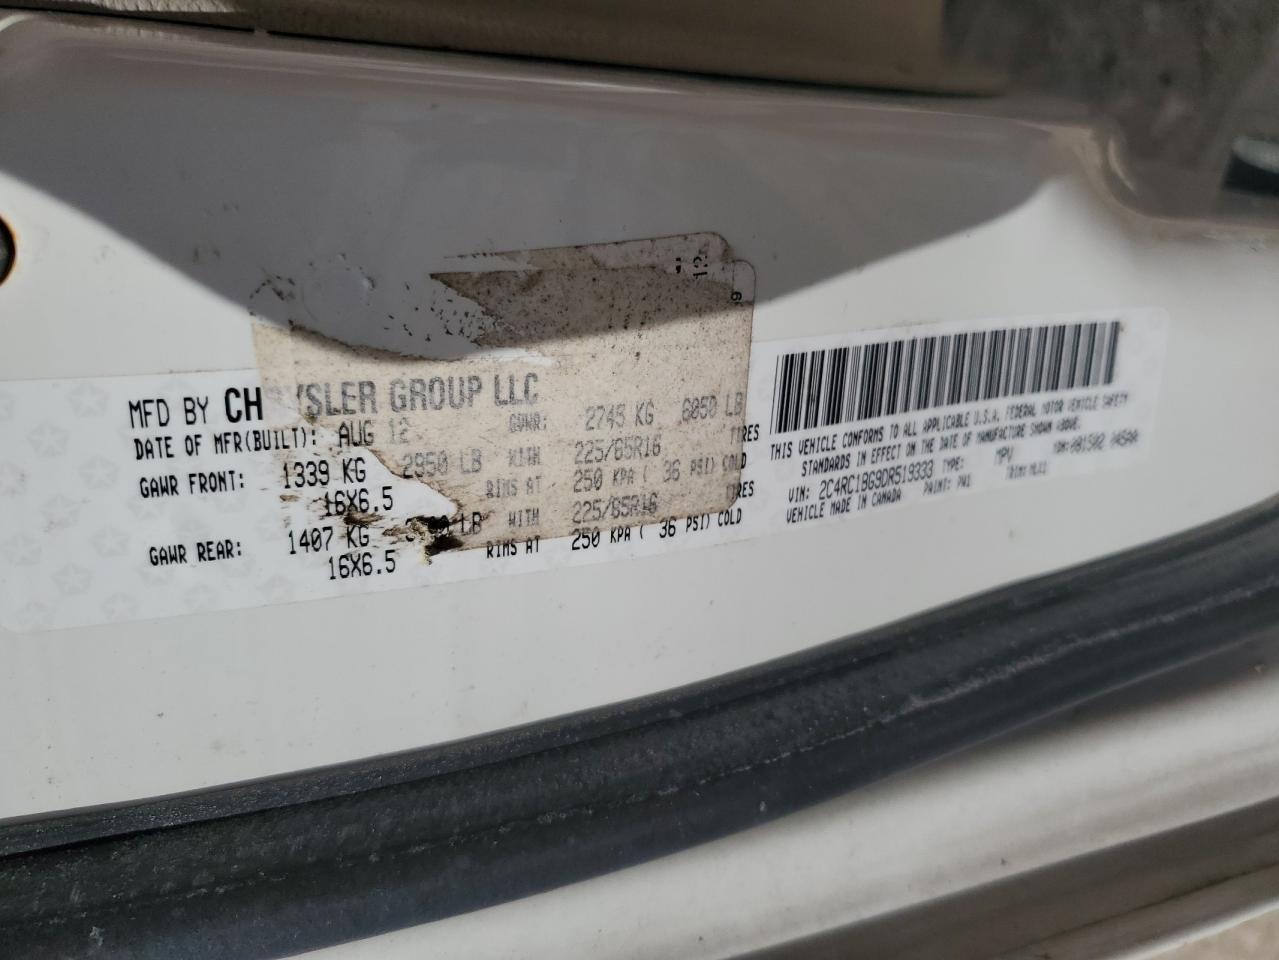 MFD BY CHRYSLER GROUP LLC
DATE OF MFR(BUILT): AUG 12 GVWR: 2745 KG 6050 LB
GAWR FRONT: 1339 KG 2950 LB WITH 225/65R16 TIRES
16X6.5 RIMS AT 250 KPA ( 36 PSI) COLD
GAWR REAR: 1407 KG LB WITH 225/65R16 TIRES
16X6.5 RIMS AT 250 KPA ( 36 PSI) COLD
THIS VEHICLE CONFORMS TO ALL APPLICABLE U.S.A. FEDERAL MOTOR VEHICLE SAFETY
STANDARDS IN EFFECT ON THE DATE OF MANUFACTURE SHOWN ABOVE.
VIN: 2C4RC1BG9DR519333 TYPE: MPV
VEHICLE MADE IN CANADA PAINT: PW1 TRIM: